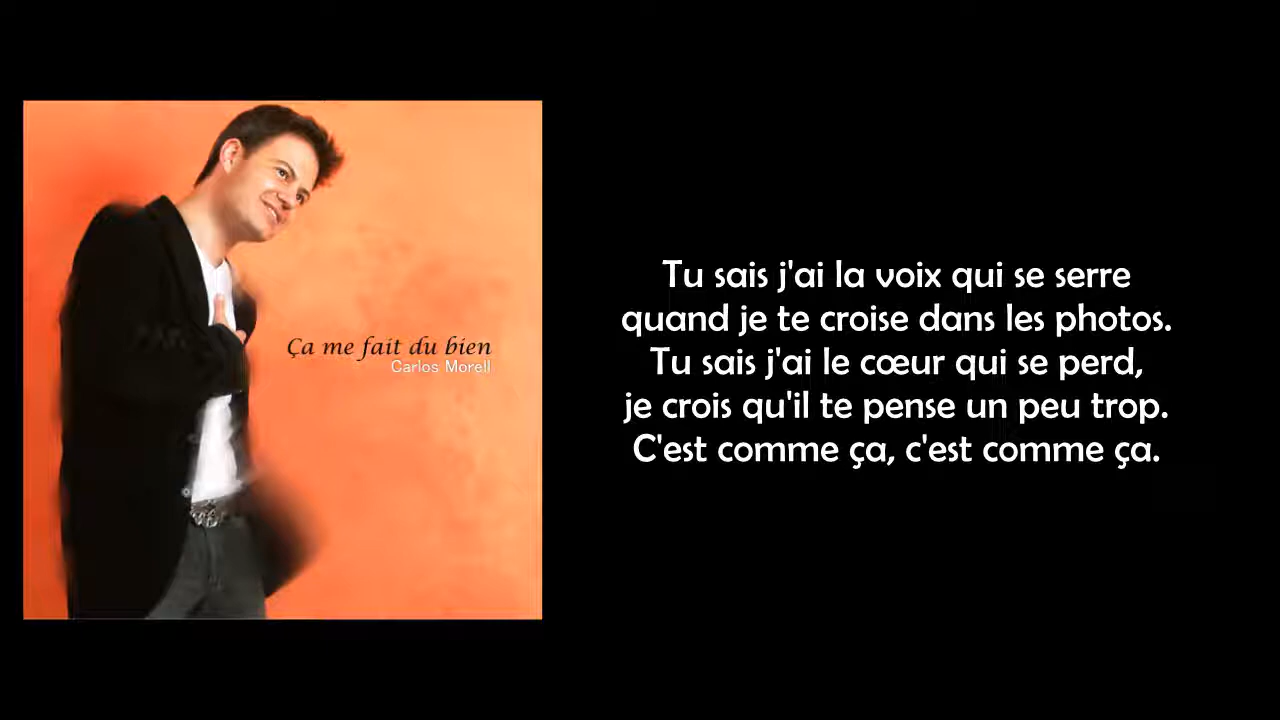 Ça me fait du bien
Carlos Morell
Tu sais j'ai la voix qui se serre
quand je te croise dans les photos.
Tu sais j'ai le cœur qui se perd,
je crois qu'il te pense un peu trop.
C'est comme ça, c'est comme ça.